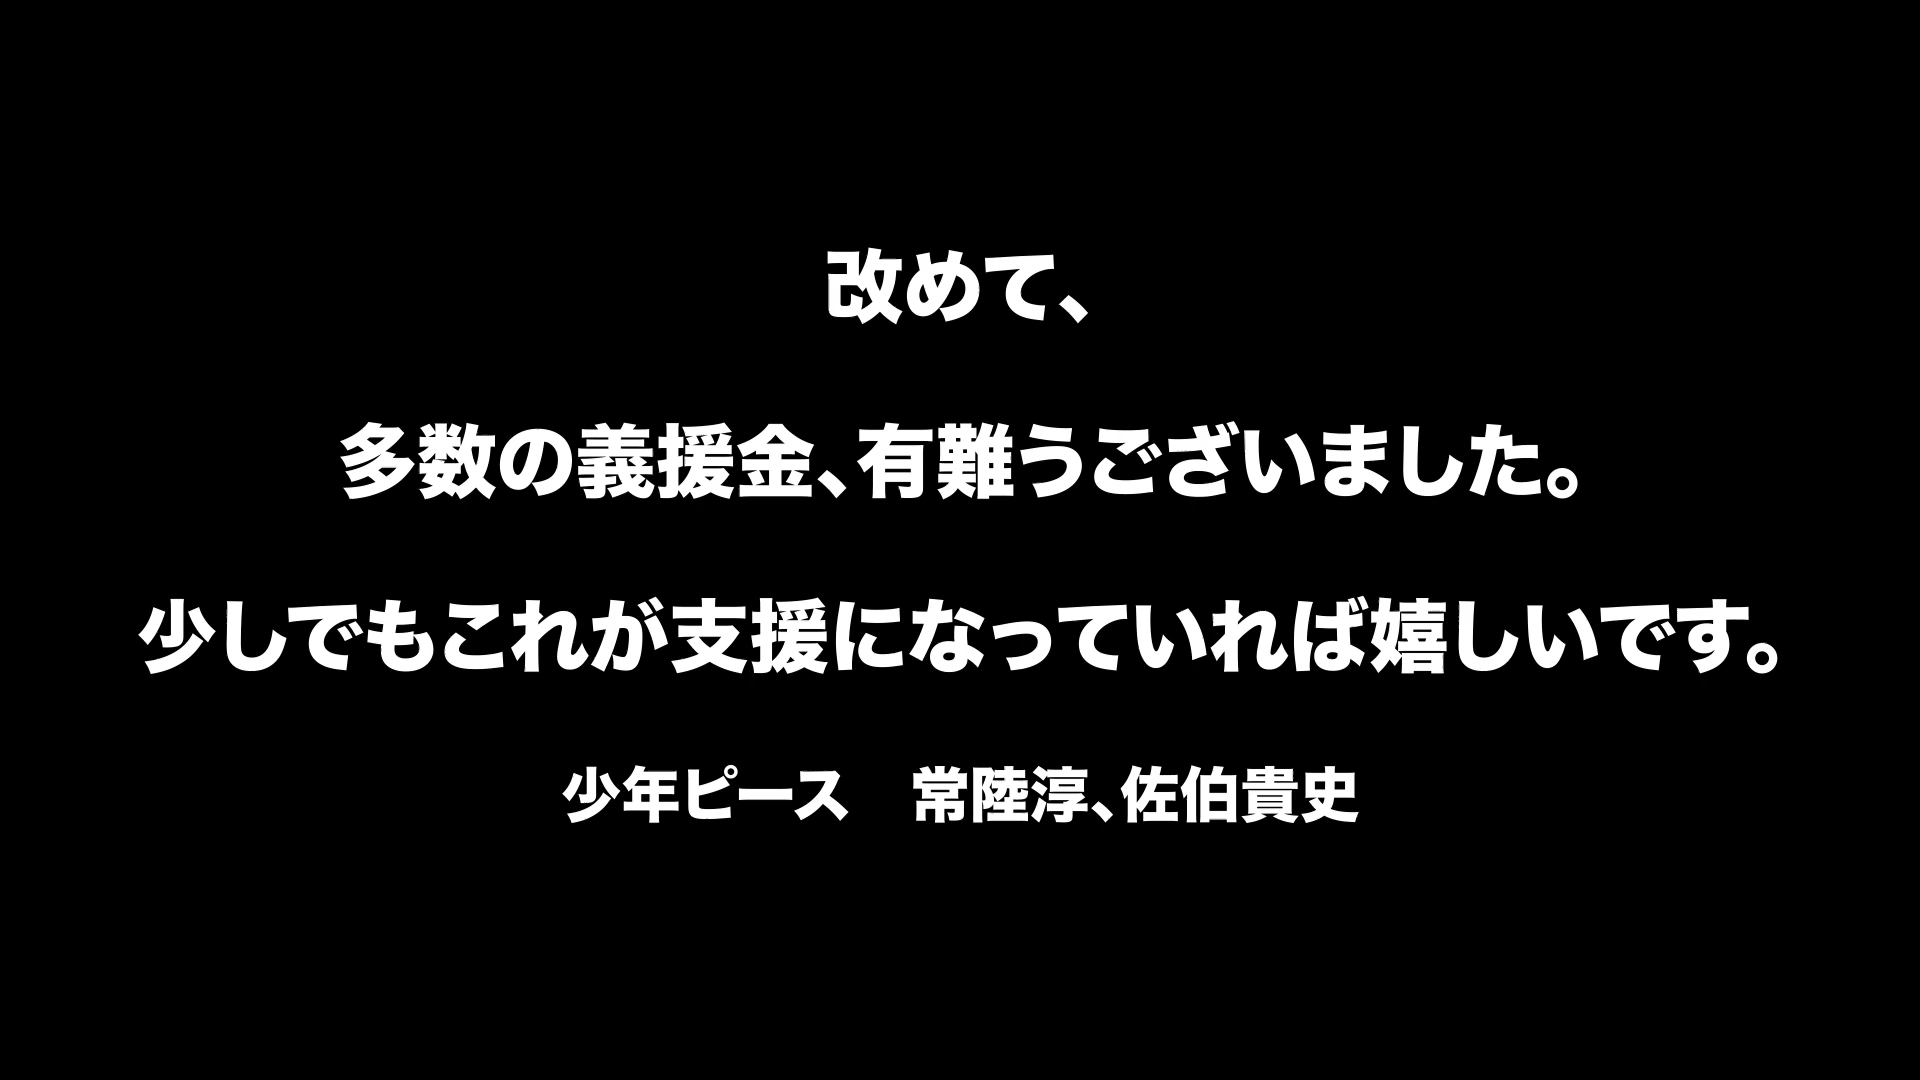 改めて、
多数の義援金、有難うございました。
少しでもこれが支援になっていれば嬉しいです。
少年ピース　常陸淳、佐伯貴史